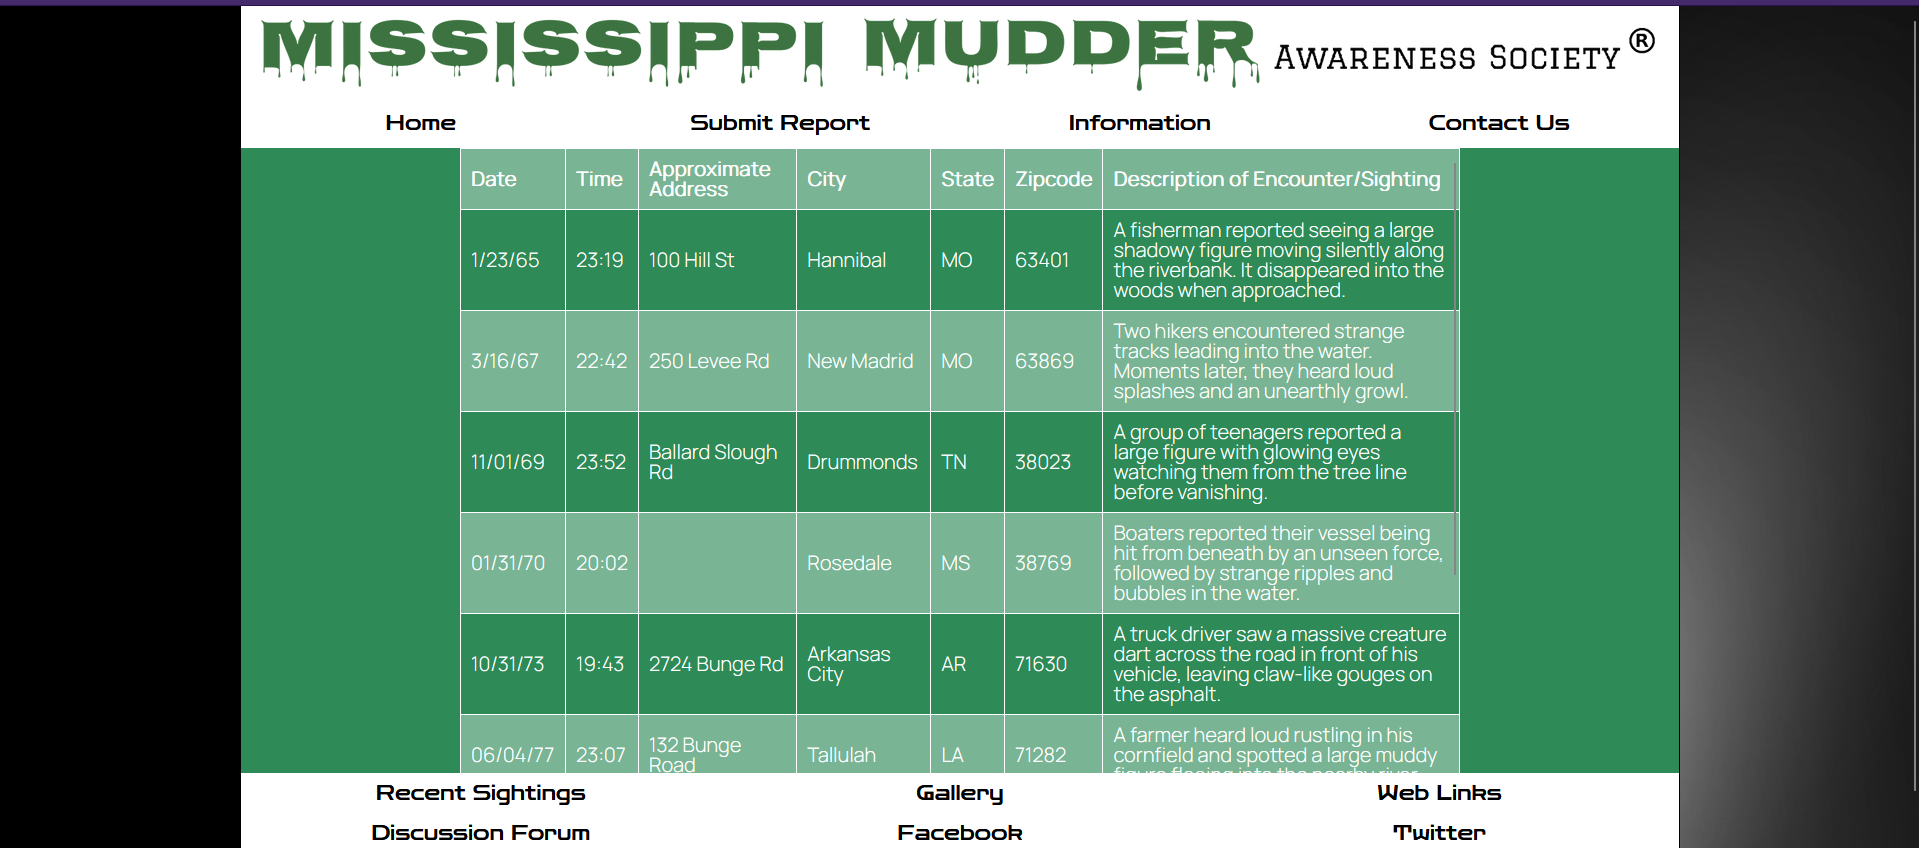 MISSISSIPPI MUDDER AWARENESS SOCIETY ®
Home Submit Report Information Contact Us
Date Time Approximate Address City State Zipcode Description of Encounter/Sighting
1/23/65 23:19 100 Hill St Hannibal MO 63401 A fisherman reported seeing a large
shadowy figure moving silently along
the riverbank. It disappeared into the
woods when approached.
3/16/67 22:42 250 Levee Rd New Madrid MO 63869 Two hikers encountered strange
tracks leading into the water.
Moments later, they heard loud
splashes and an unearthly growl.
11/01/69 23:52 Ballard Slough Rd Drummonds TN 38023 A group of teenagers reported a
large figure with glowing eyes
watching them from the tree line
before vanishing.
01/31/70 20:02 Rosedale MS 38769 Boaters reported their vessel being
hit from beneath by an unseen force,
followed by strange ripples and
bubbles in the water.
10/31/73 19:43 2724 Bunge Rd Arkansas City AR 71630 A truck driver saw a massive creature
dart across the road in front of his
vehicle, leaving claw-like gouges on
the asphalt.
06/04/77 23:07 132 Bunge Road Tallulah LA 71282 A farmer heard loud rustling in his
cornfield and spotted a large muddy
figure fleeing into the nearby river
Recent Sightings Gallery Web Links
Discussion Forum Facebook Twitter